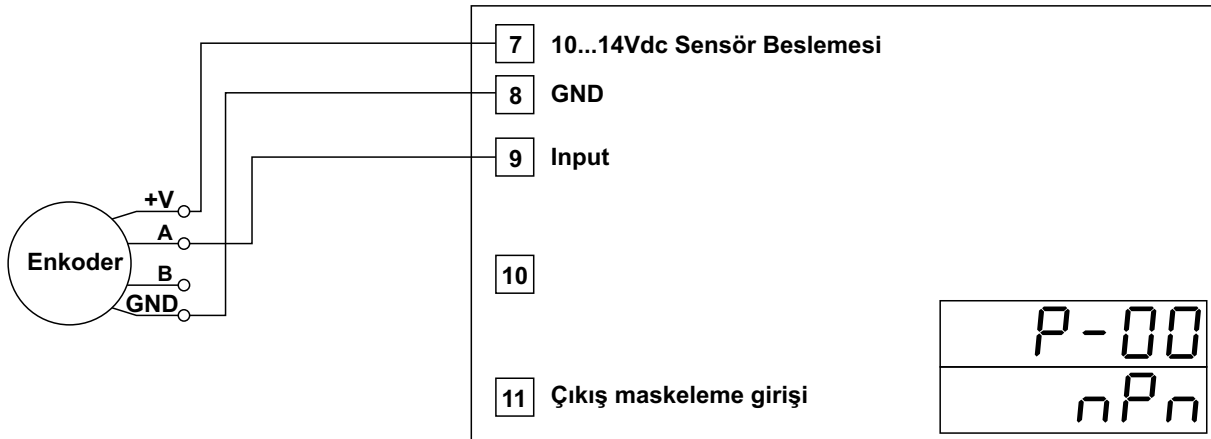 7 10...14Vdc Sensör Beslemesi
8 GND
9 Input
+V
A
Enkoder
B
GND
10
P-00
nPn
11 Çıkış maskeleme girişi